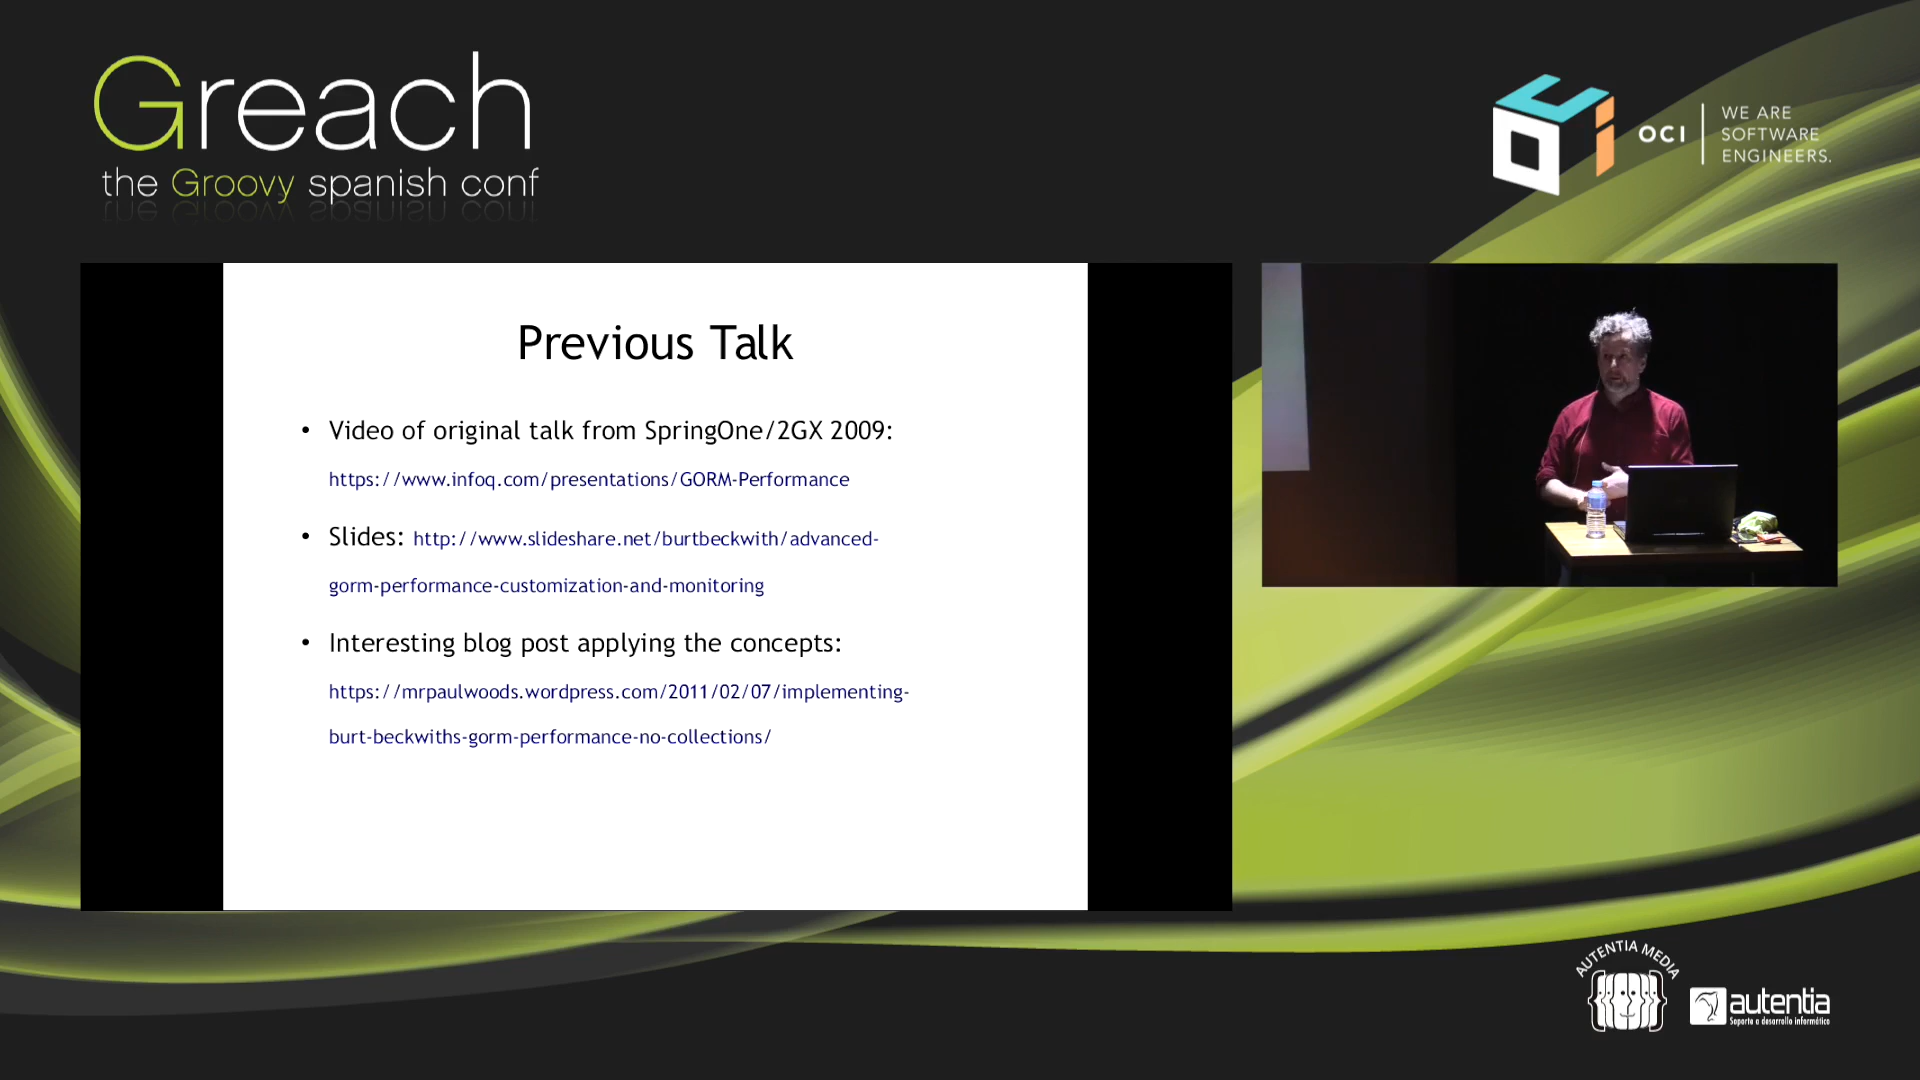 Greach
the Groovy spanish conf
OCI
WE ARE
SOFTWARE
ENGINEERS.
Previous Talk
• Video of original talk from SpringOne/2GX 2009:
https://www.infoq.com/presentations/GORM-Performance
• Slides: http://www.slideshare.net/burtbeckwith/advanced-
gorm-performance-customization-and-monitoring
• Interesting blog post applying the concepts:
https://mrpaulwoods.wordpress.com/2011/02/07/implementing-
burt-beckwiths-gorm-performance-no-collections/
AUTENTIA MEDIA
autentia
Soporte a desarrollo informático